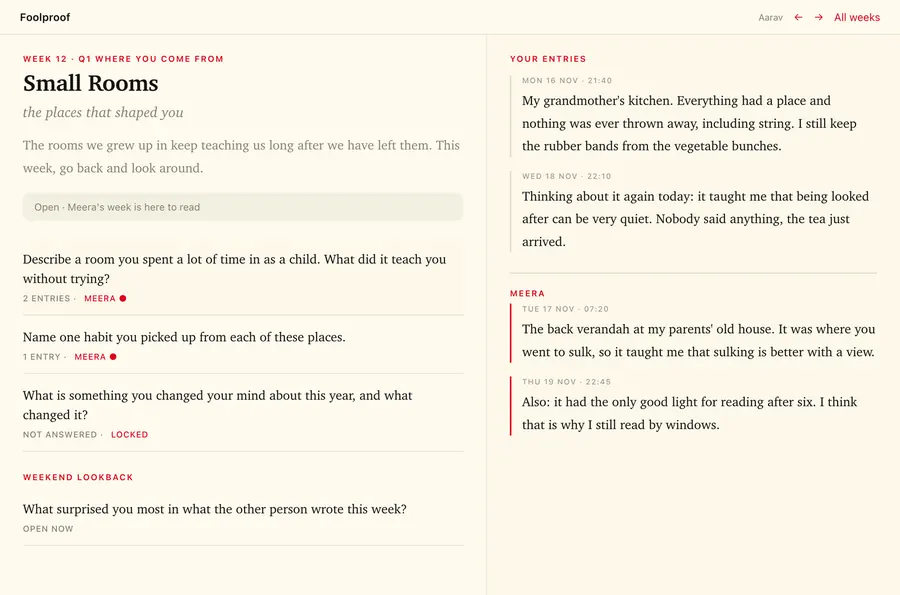 Foolproof
Aarav ← → All weeks
WEEK 12 · Q1 WHERE YOU COME FROM
Small Rooms
the places that shaped you
The rooms we grew up in keep teaching us long after we have left them. This
week, go back and look around.
Open · Meera's week is here to read
Describe a room you spent a lot of time in as a child. What did it teach you
without trying?
2 ENTRIES · MEERA ●
Name one habit you picked up from each of these places.
1 ENTRY · MEERA ●
What is something you changed your mind about this year, and what
changed it?
NOT ANSWERED · LOCKED
WEEKEND LOOKBACK
What surprised you most in what the other person wrote this week?
OPEN NOW
YOUR ENTRIES
MON 16 NOV · 21:40
My grandmother's kitchen. Everything had a place and
nothing was ever thrown away, including string. I still keep
the rubber bands from the vegetable bunches.
WED 18 NOV · 22:10
Thinking about it again today: it taught me that being looked
after can be very quiet. Nobody said anything, the tea just
arrived.
MEERA
TUE 17 NOV · 07:20
The back verandah at my parents' old house. It was where you
went to sulk, so it taught me that sulking is better with a view.
THU 19 NOV · 22:45
Also: it had the only good light for reading after six. I think
that is why I still read by windows.